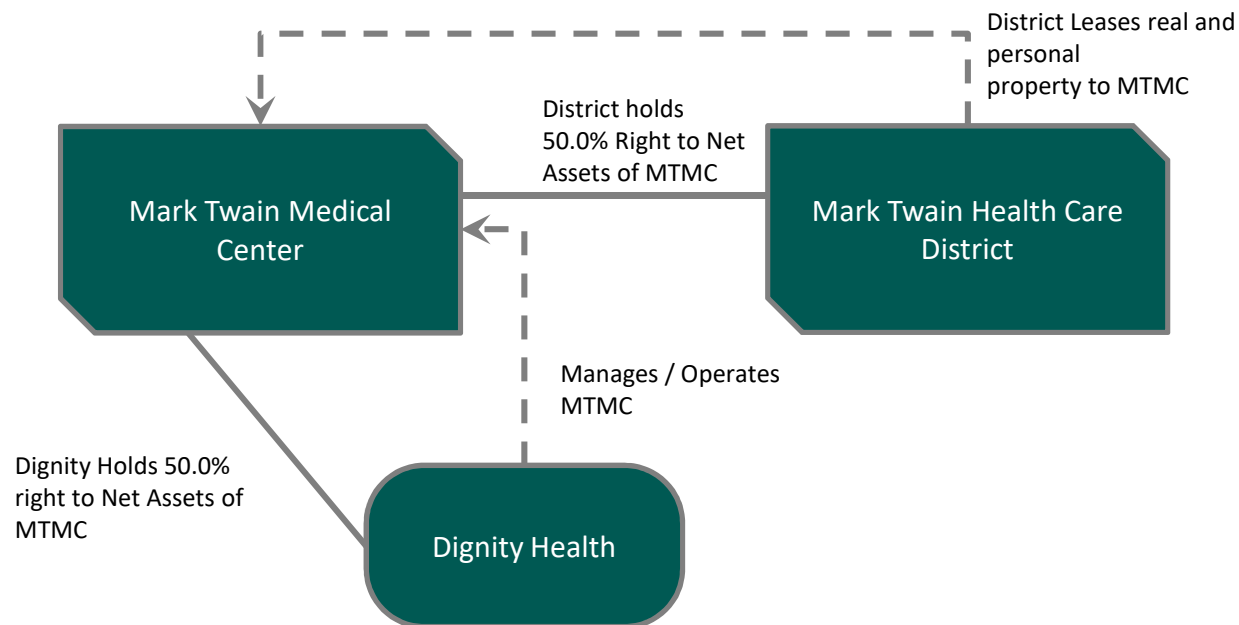 District Leases real and
personal
property to MTMC
District holds
50.0% Right to Net
Assets of MTMC
Mark Twain Medical
Center
Mark Twain Health Care
District
Manages / Operates
MTMC
Dignity Holds 50.0%
right to Net Assets of
MTMC
Dignity Health